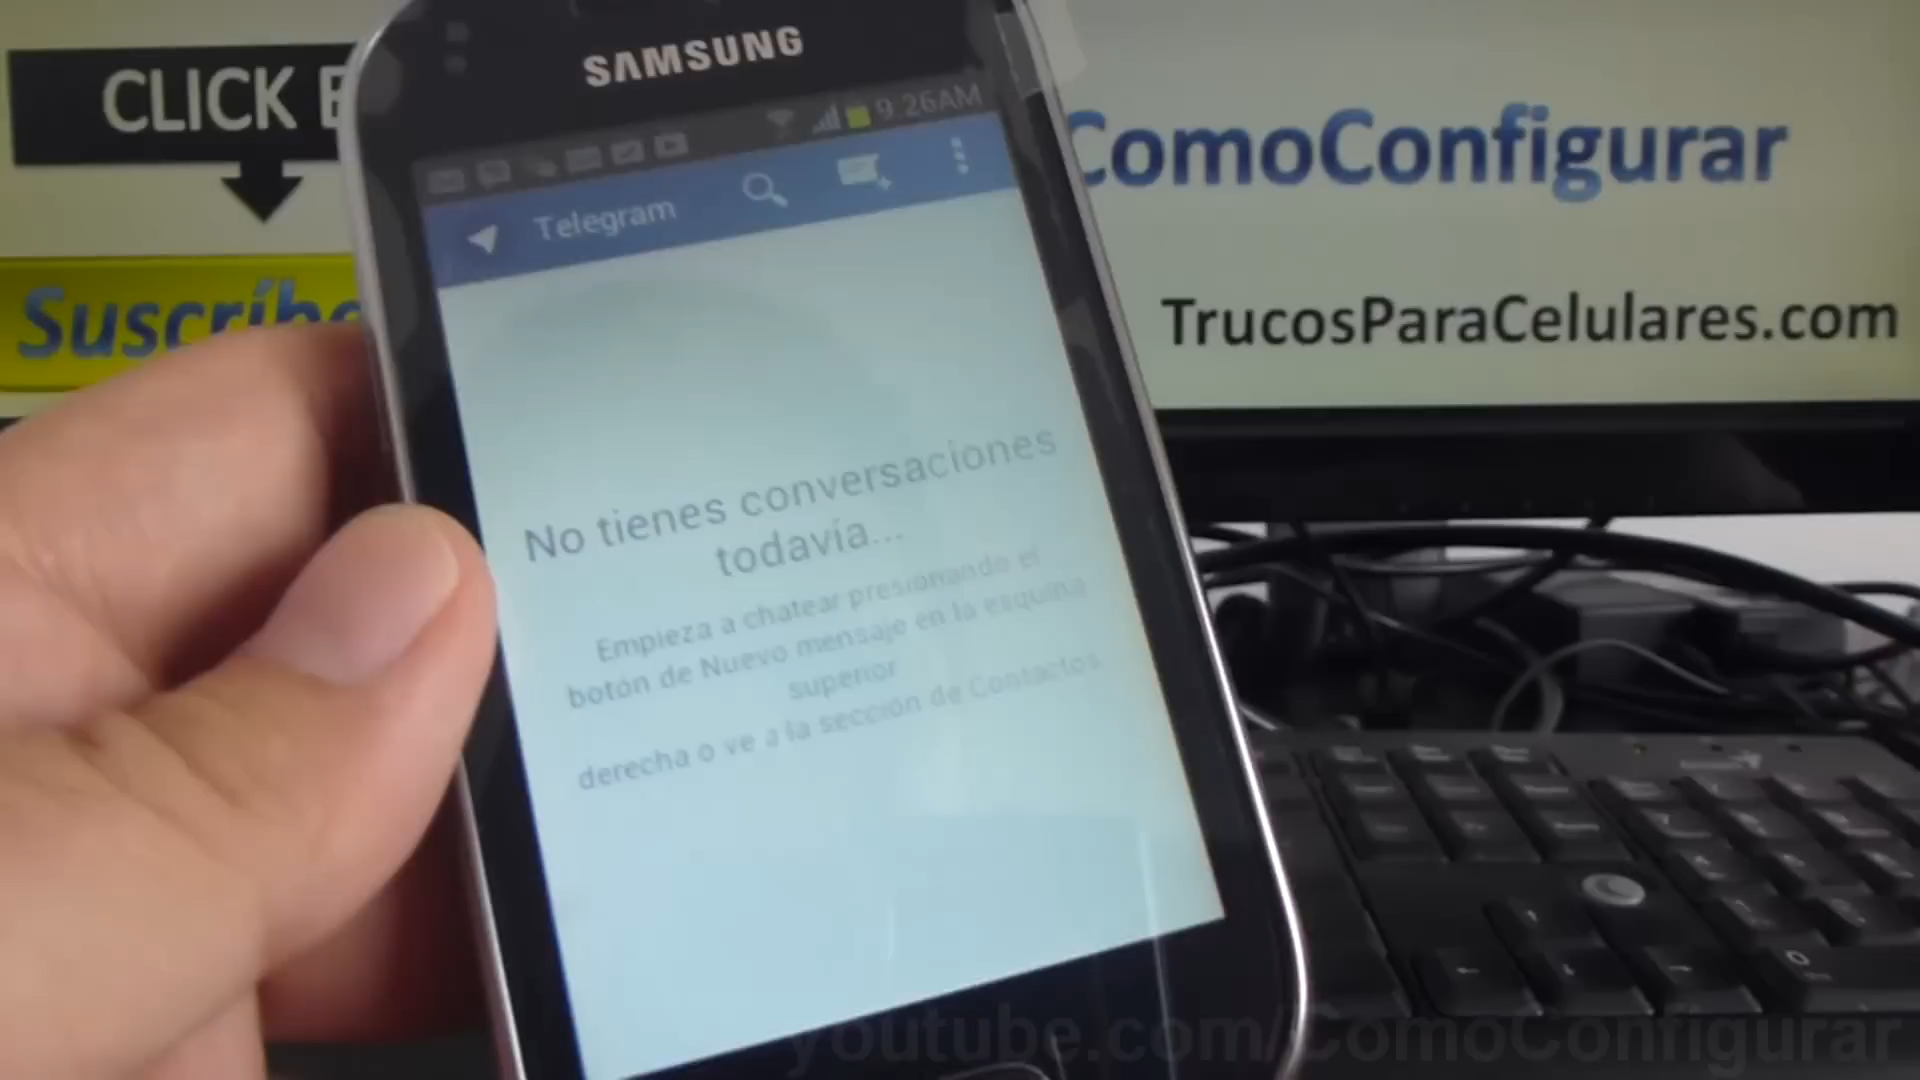 CLICK E
Suscríbe
SAMSUNG
9:26AM
Telegram
No tienes conversaciones
todavía...
Empieza a chatear presionando el
botón de Nuevo mensaje en la esquina
superior
derecha o ve a la sección de Contactos
ComoConfigurar
TrucosParaCelulares.com
youtube.com/ComoConfigurar